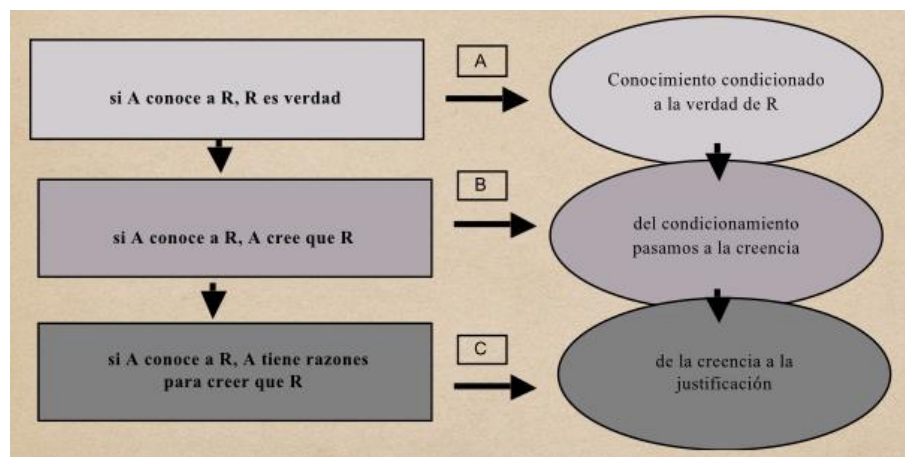 si A conoce a R, R es verdad
A
Conocimiento condicionado
a la verdad de R
si A conoce a R, A cree que R
B
del condicionamiento
pasamos a la creencia
si A conoce a R, A tiene razones
para creer que R
C
de la creencia a la
justificación